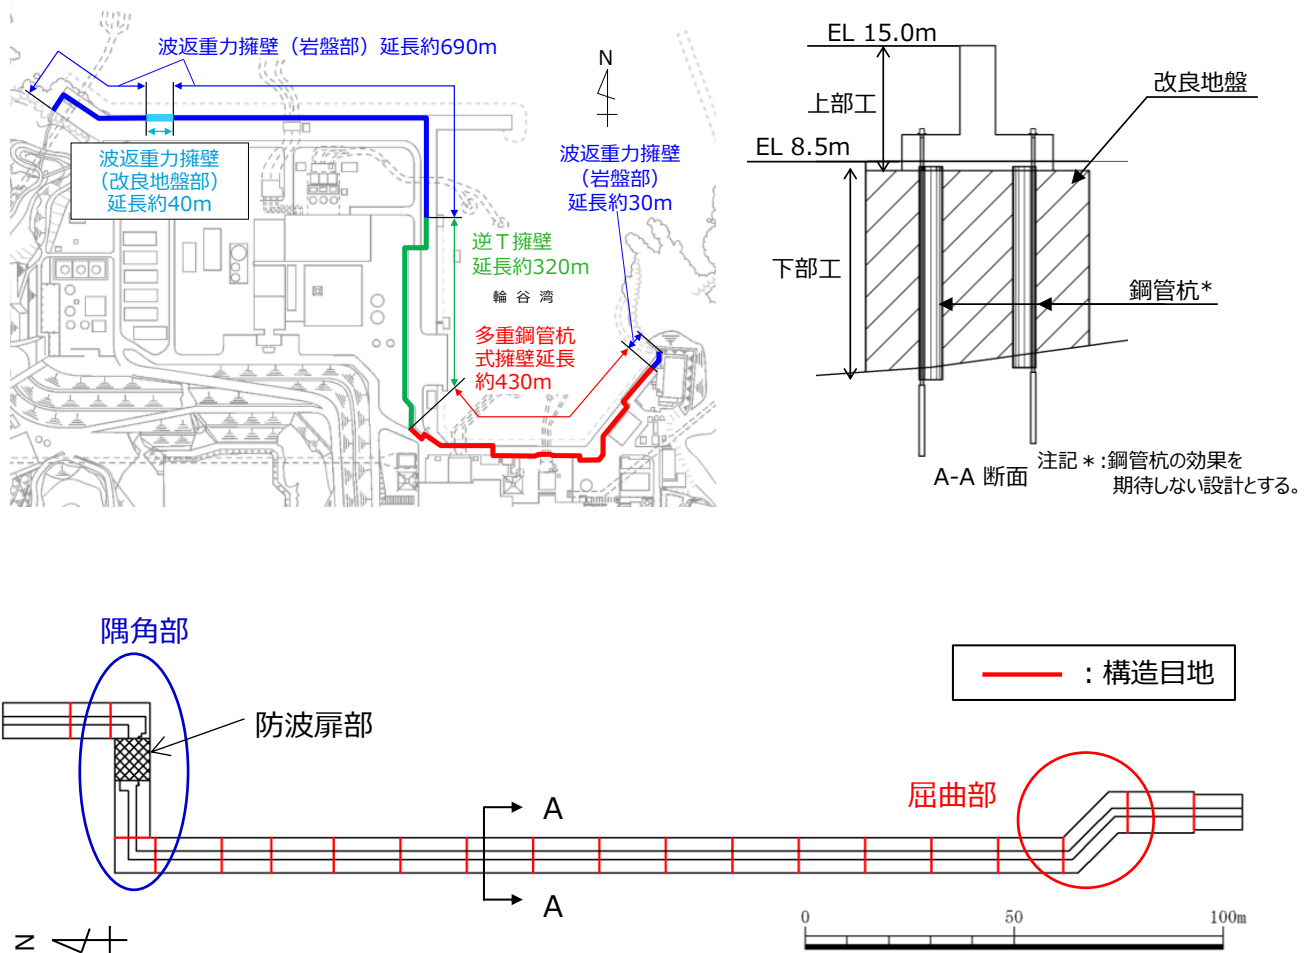 波返重力擁壁（岩盤部）延長約690m
N
波返重力擁壁
（改良地盤部）
延長約40m
波返重力擁壁
（岩盤部）
延長約30m
逆Ｔ擁壁
延長約320m
輪谷湾
多重鋼管杭
式擁壁延長
約430m
EL 15.0m
上部工
改良地盤
EL 8.5m
下部工
鋼管杭*
A-A 断面
注記＊:鋼管杭の効果を
期待しない設計とする。
隅角部
防波扉部
：構造目地
屈曲部
A
A
N
0 50 100m